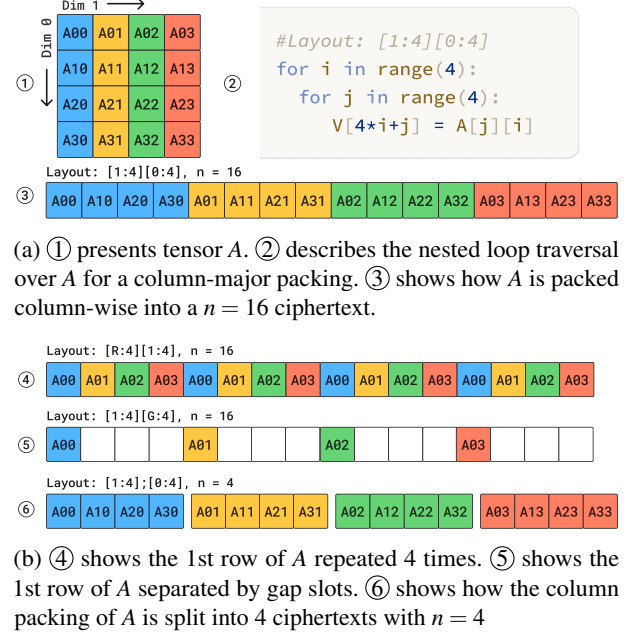 Dim 1
Dim 0
A00 A01 A02 A03
A10 A11 A12 A13
① A20 A21 A22 A23
A30 A31 A32 A33
②
#Layout: [1:4][0:4]
for i in range(4):
for j in range(4):
V[4*i+j] = A[j][i]
Layout: [1:4][0:4], n = 16
③ A00 A10 A20 A30 A01 A11 A21 A31 A02 A12 A22 A32 A03 A13 A23 A33
(a) ① presents tensor A. ② describes the nested loop traversal
over A for a column-major packing. ③ shows how A is packed
column-wise into a n = 16 ciphertext.
Layout: [R:4][1:4], n = 16
④ A00 A01 A02 A03 A00 A01 A02 A03 A00 A01 A02 A03 A00 A01 A02 A03
Layout: [1:4][G:4], n = 16
⑤ A00 A01 A02 A03
Layout: [1:4];[0:4], n = 4
⑥ A00 A10 A20 A30 A01 A11 A21 A31 A02 A12 A22 A32 A03 A13 A23 A33
(b) ④ shows the 1st row of A repeated 4 times. ⑤ shows the
1st row of A separated by gap slots. ⑥ shows how the column
packing of A is split into 4 ciphertexts with n = 4